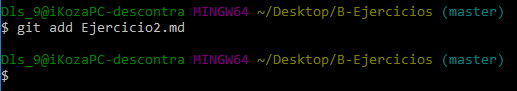 Dls_9@iKozaPC-descontra MINGW64 ~/Desktop/B-Ejercicios (master)
$ git add Ejercicio2.md
Dls_9@iKozaPC-descontra MINGW64 ~/Desktop/B-Ejercicios (master)
$